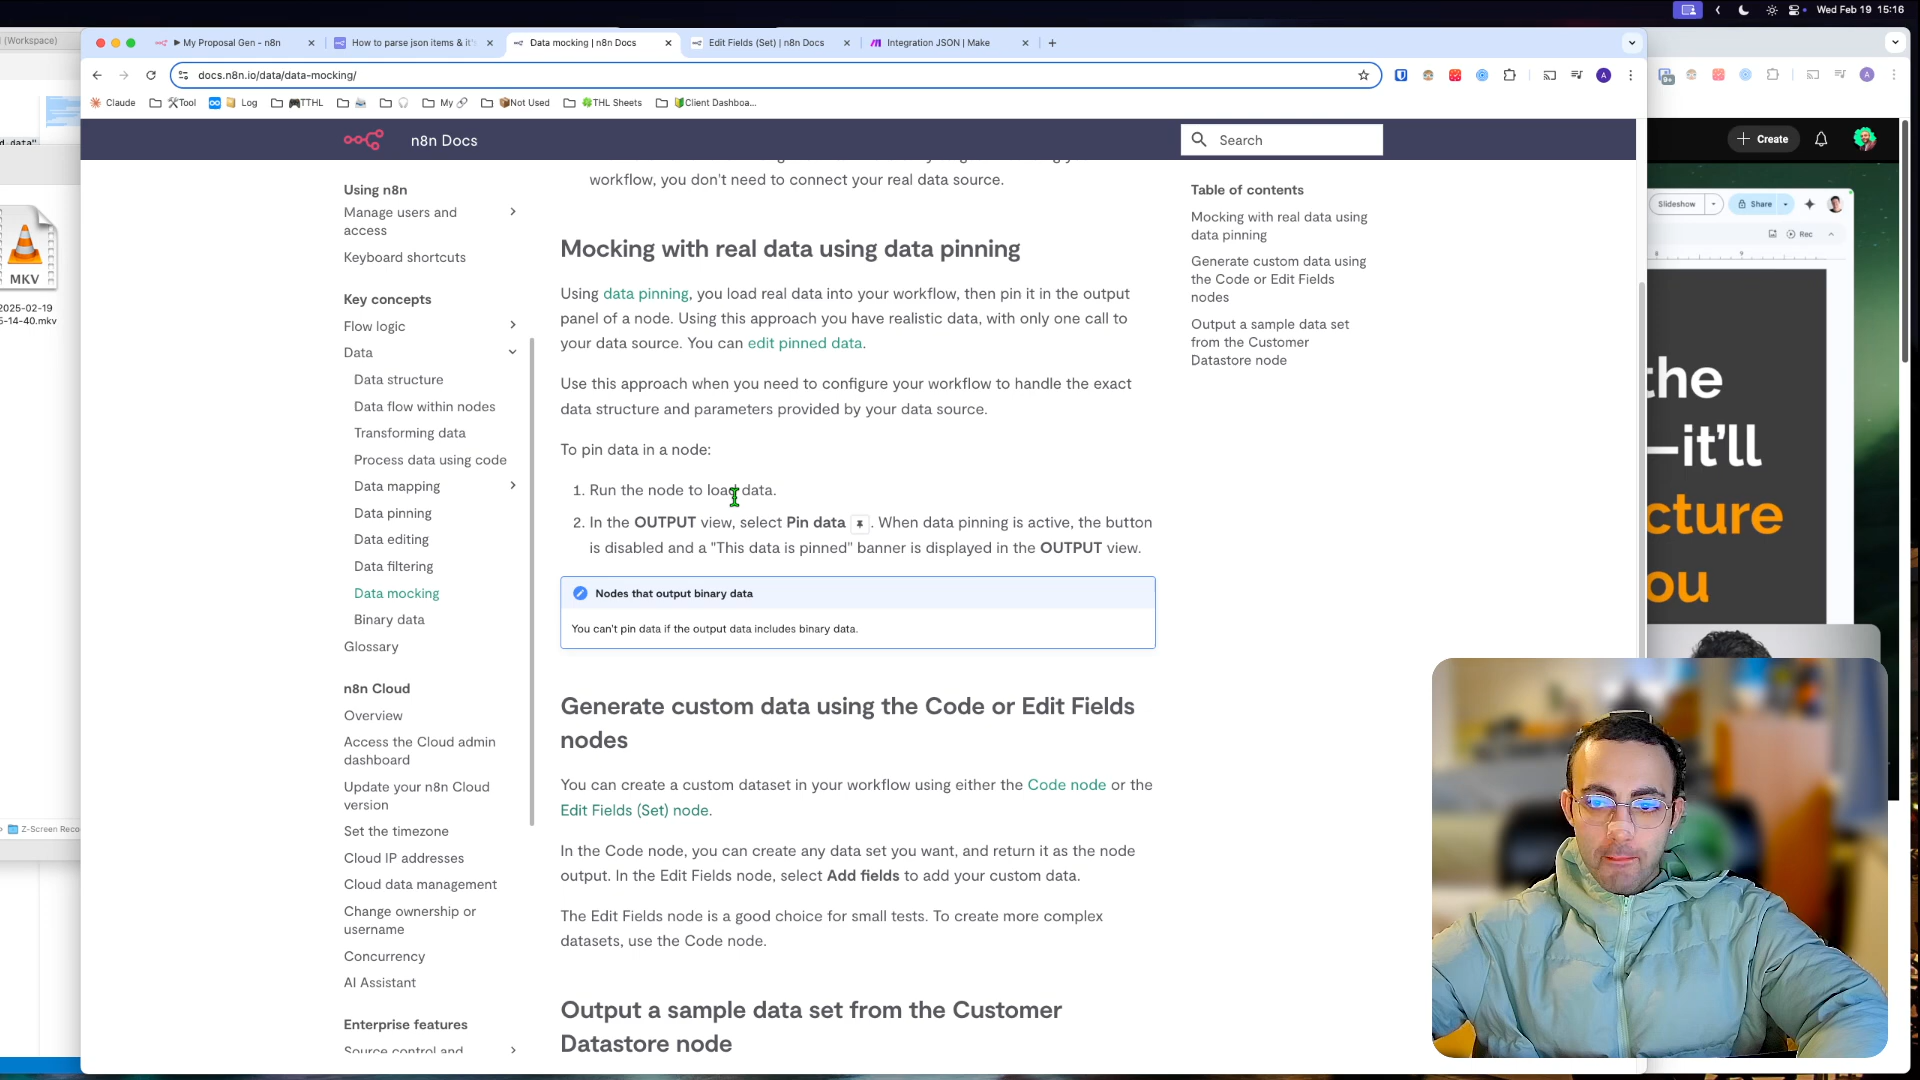 Wed Feb 19 15:16
(Workspace)
My Proposal Gen - n8n
How to parse json items & it'
Data mocking | n8n Docs
Edit Fields (Set) | n8n Docs
Integration JSON | Make
docs.n8n.io/data/data-mocking/
Claude
Tool
Log
TTHL
My
Not Used
THL Sheets
Client Dashboa...
n8n Docs
Search
Create
Slideshow
Share
Rec
MKV
2025-02-19
5-14-40.mkv
Z-Screen Reco
Using n8n
Manage users and
access
Keyboard shortcuts
Key concepts
Flow logic
Data
Data structure
Data flow within nodes
Transforming data
Process data using code
Data mapping
Data pinning
Data editing
Data filtering
Data mocking
Binary data
Glossary
n8n Cloud
Overview
Access the Cloud admin
dashboard
Update your n8n Cloud
version
Set the timezone
Cloud IP addresses
Cloud data management
Change ownership or
username
Concurrency
AI Assistant
Enterprise features
Source control and
workflow, you don't need to connect your real data source.
Mocking with real data using data pinning
Using data pinning, you load real data into your workflow, then pin it in the output
panel of a node. Using this approach you have realistic data, with only one call to
your data source. You can edit pinned data.
Use this approach when you need to configure your workflow to handle the exact
data structure and parameters provided by your data source.
To pin data in a node:
1. Run the node to load data.
2. In the OUTPUT view, select Pin data. When data pinning is active, the button
is disabled and a "This data is pinned" banner is displayed in the OUTPUT view.
Nodes that output binary data
You can't pin data if the output data includes binary data.
Generate custom data using the Code or Edit Fields
nodes
You can create a custom dataset in your workflow using either the Code node or the
Edit Fields (Set) node.
In the Code node, you can create any data set you want, and return it as the node
output. In the Edit Fields node, select Add fields to add your custom data.
The Edit Fields node is a good choice for small tests. To create more complex
datasets, use the Code node.
Output a sample data set from the Customer
Datastore node
Table of contents
Mocking with real data using
data pinning
Generate custom data using
the Code or Edit Fields
nodes
Output a sample data set
from the Customer
Datastore node
the
—it'll
cture
ou